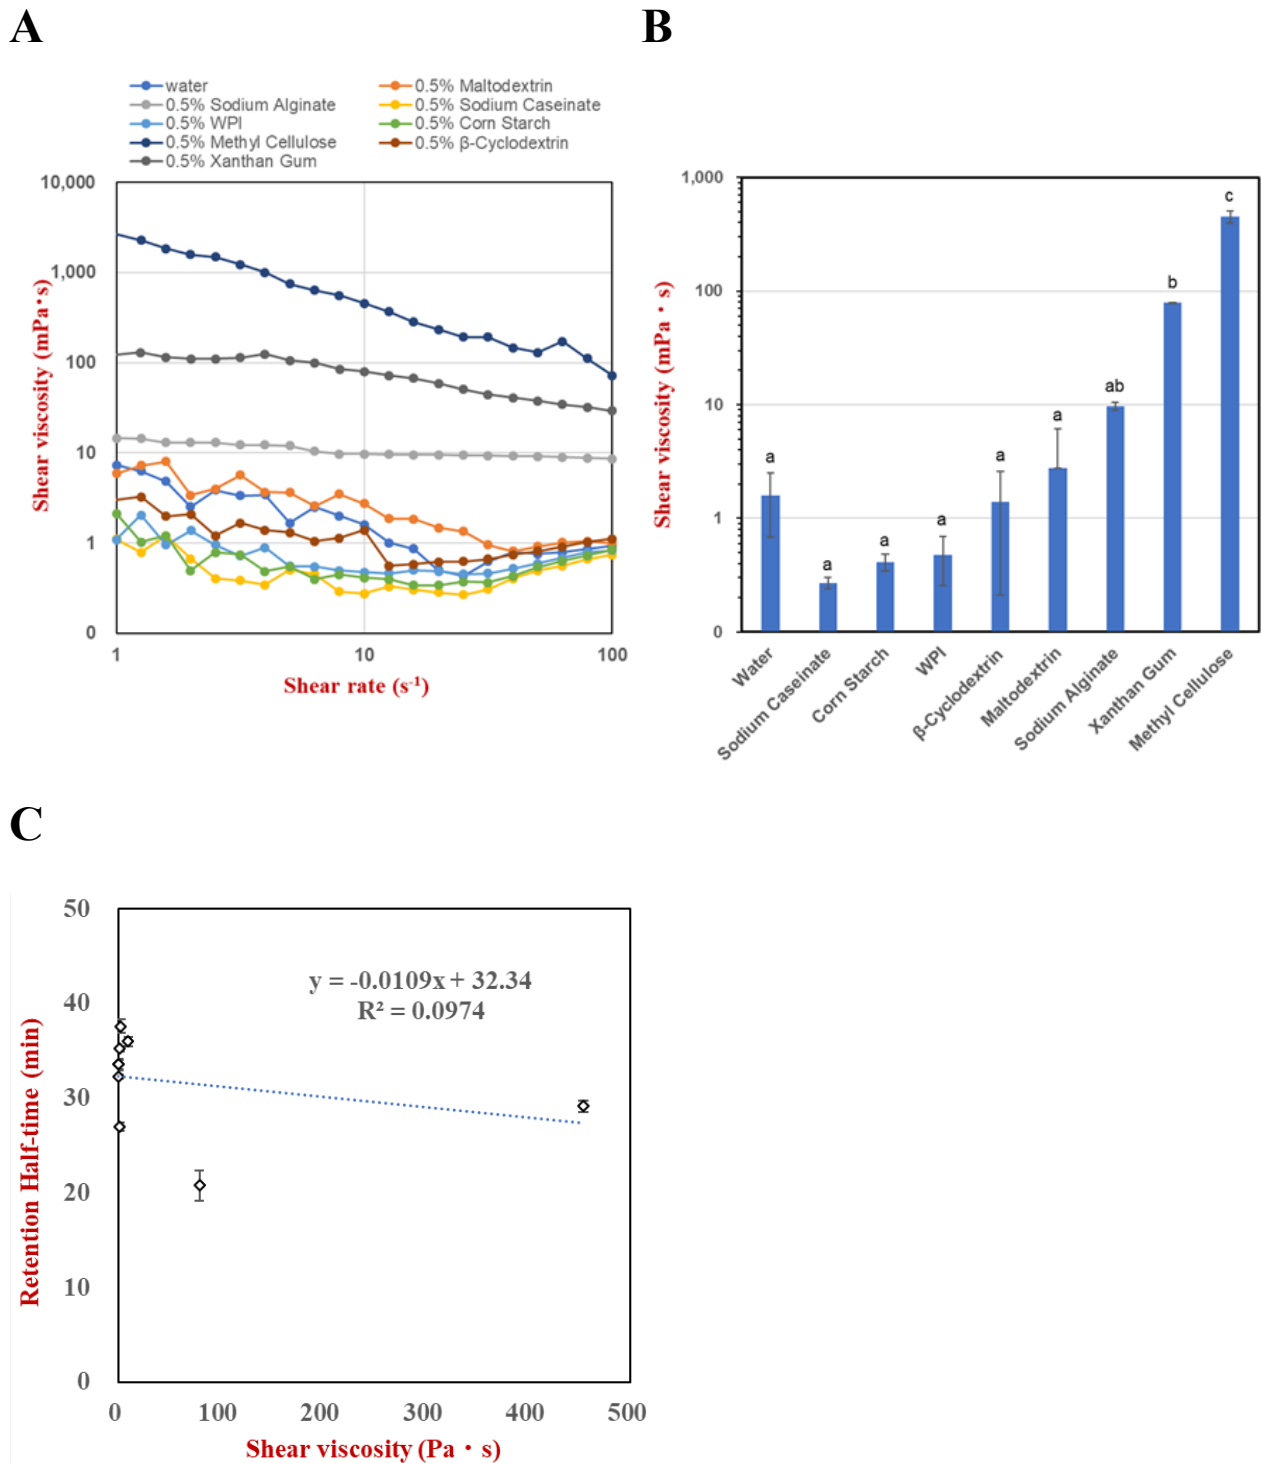 A
B
water
0.5% Maltodextrin
0.5% Sodium Alginate
0.5% Sodium Caseinate
0.5% WPI
0.5% Corn Starch
0.5% Methyl Cellulose
0.5% β-Cyclodextrin
0.5% Xanthan Gum
10,000
1,000
100
10
1
0
Shear viscosity (mPa・s)
1
10
100
Shear rate (s⁻¹)
1,000
100
10
1
0
Shear viscosity (mPa・s)
a
a
a
a
a
a
ab
b
c
Water
Sodium Caseinate
Corn Starch
WPI
β-Cyclodextrin
Maltodextrin
Sodium Alginate
Xanthan Gum
Methyl Cellulose
C
50
40
30
20
10
0
Retention Half-time (min)
y = -0.0109x + 32.34
R² = 0.0974
0
100
200
300
400
500
Shear viscosity (Pa・s)